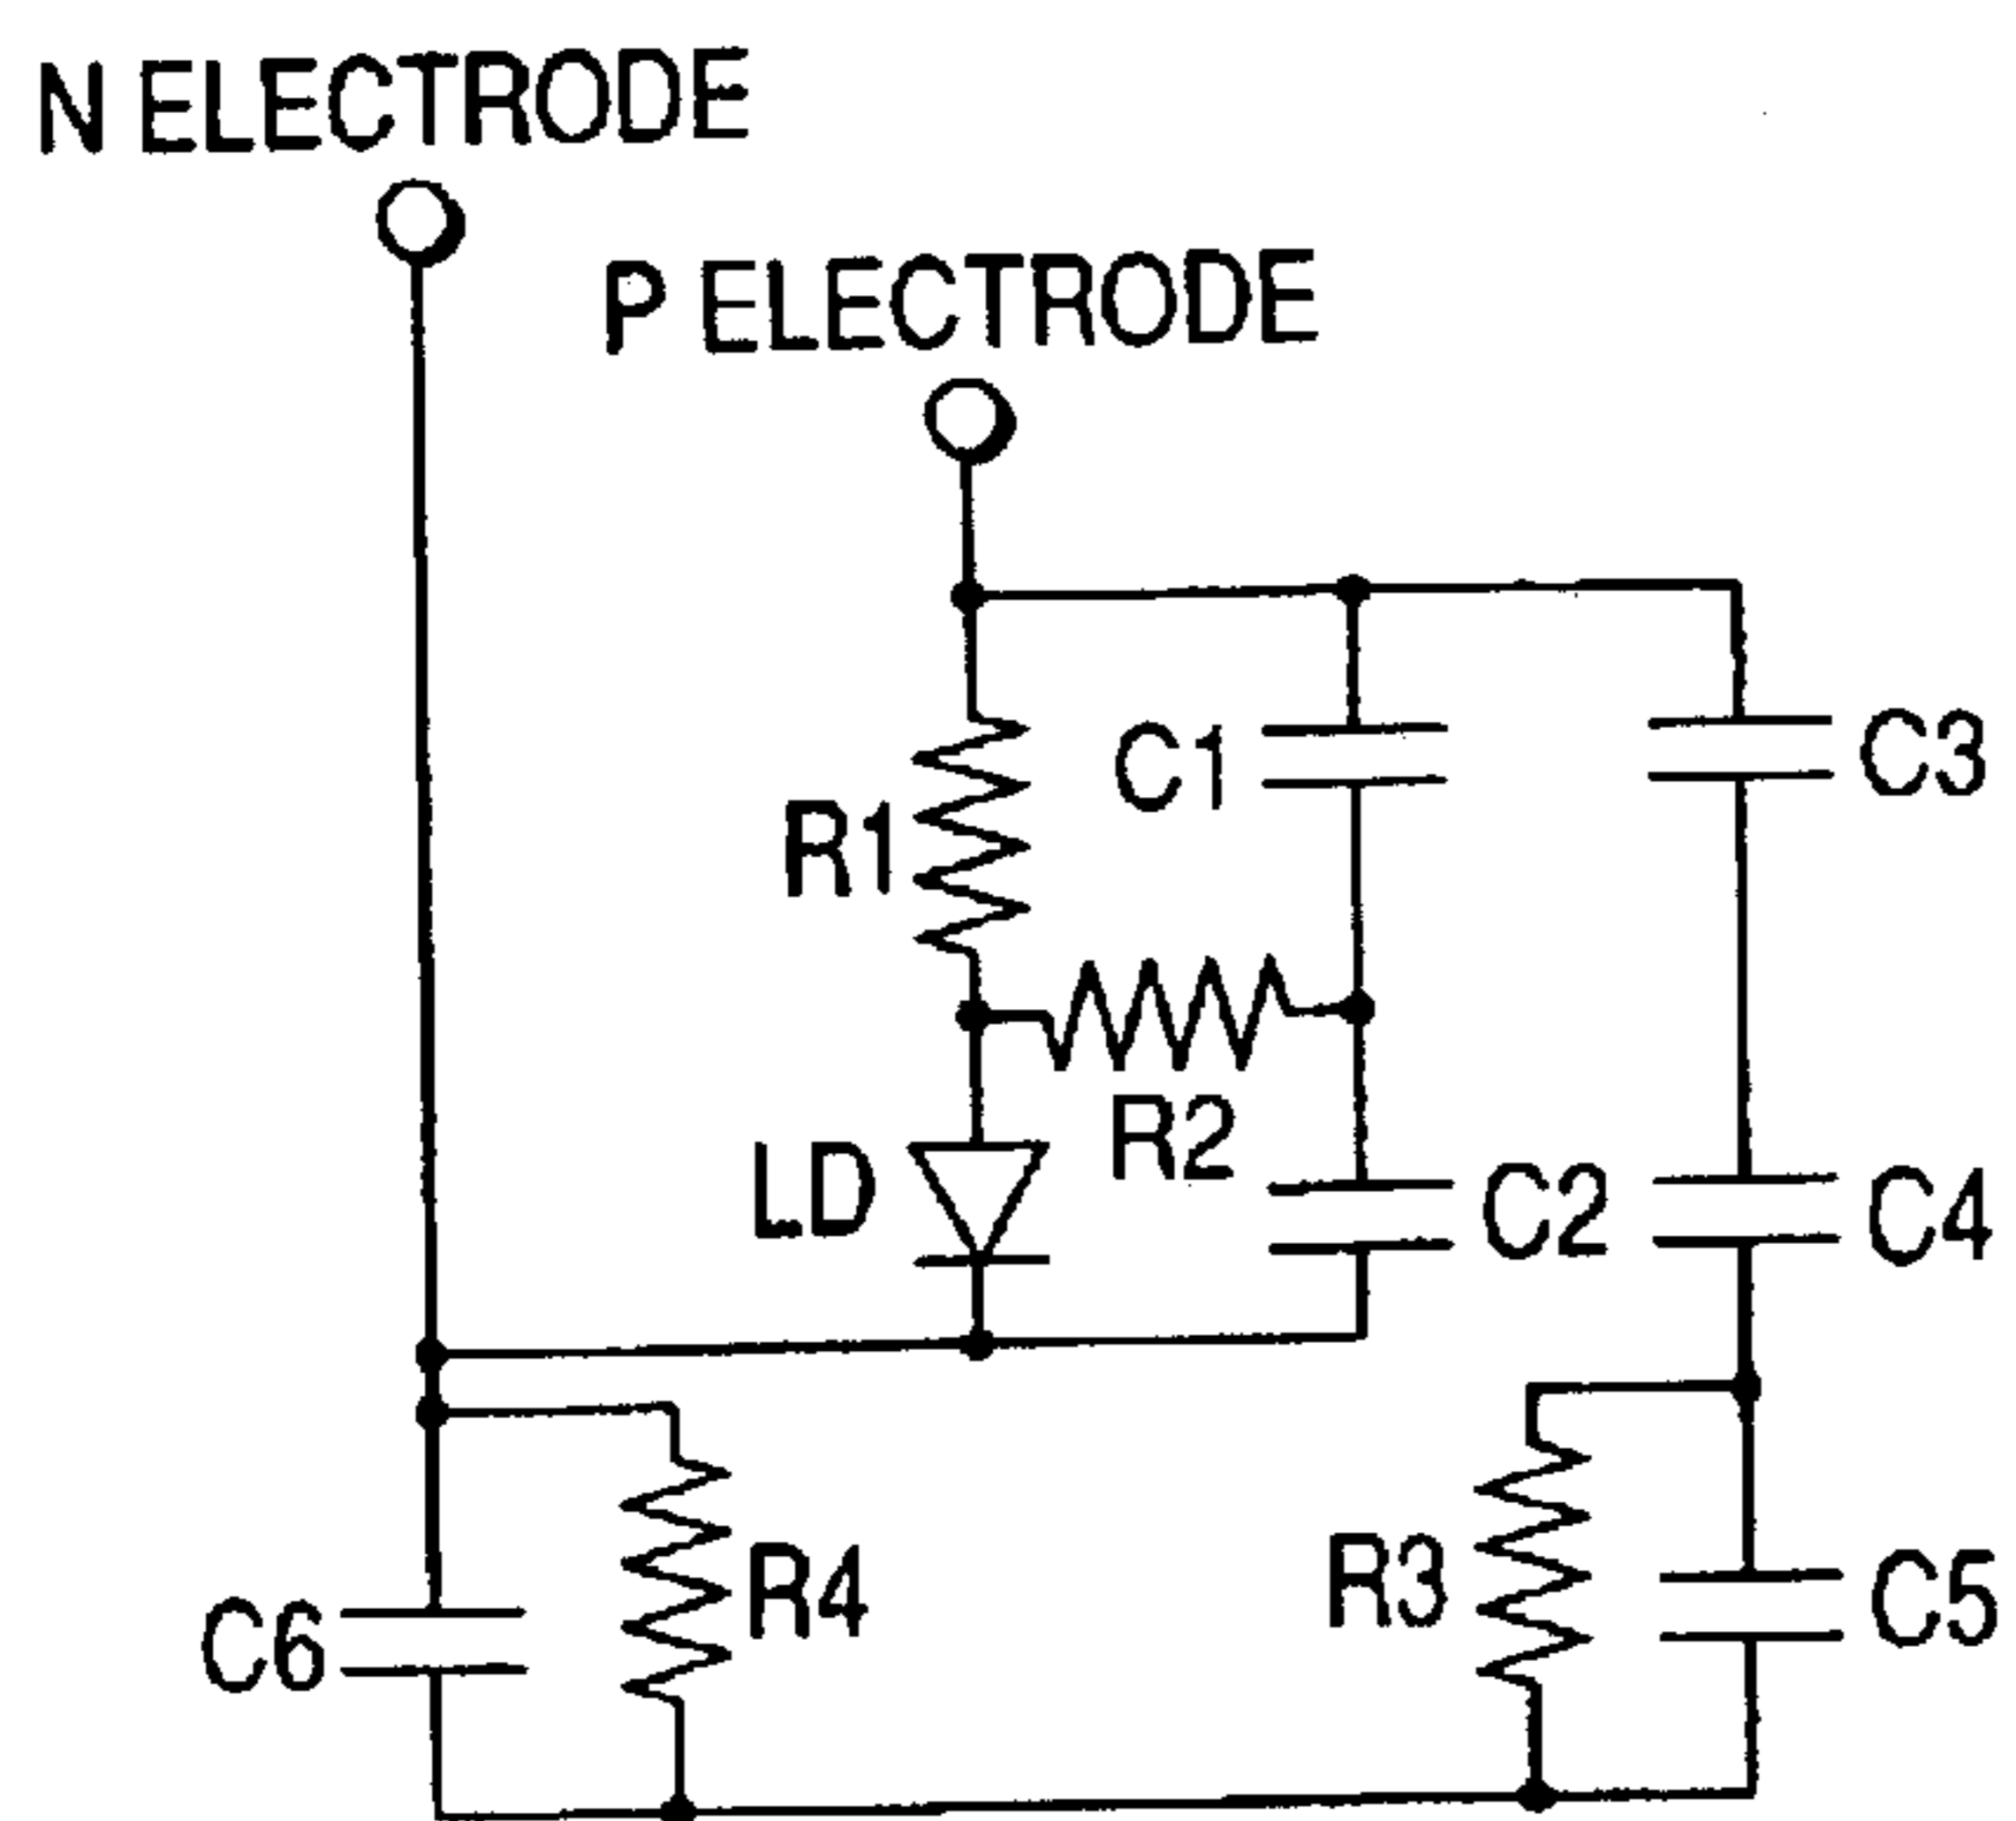 N ELECTRODE
P ELECTRODE
C1
C3
R1
R2
LD
C2
C4
R4
R3
C5
C6